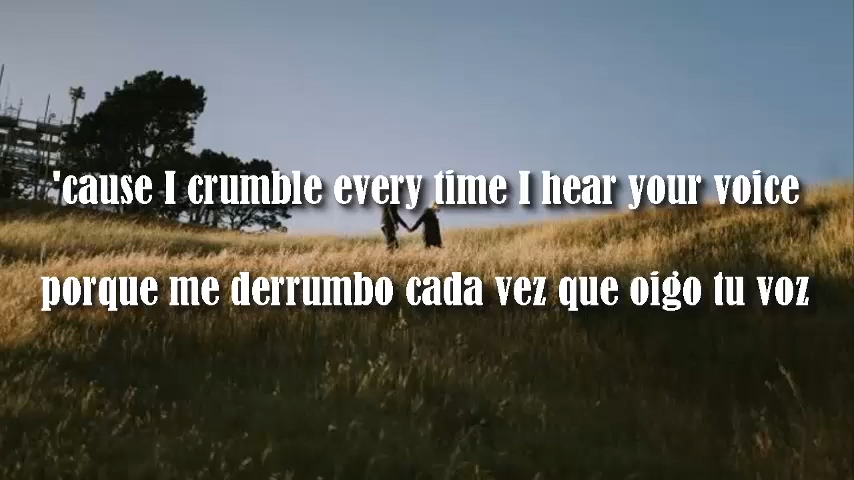 'cause I crumble every time I hear your voice
porque me derrumbo cada vez que oigo tu voz